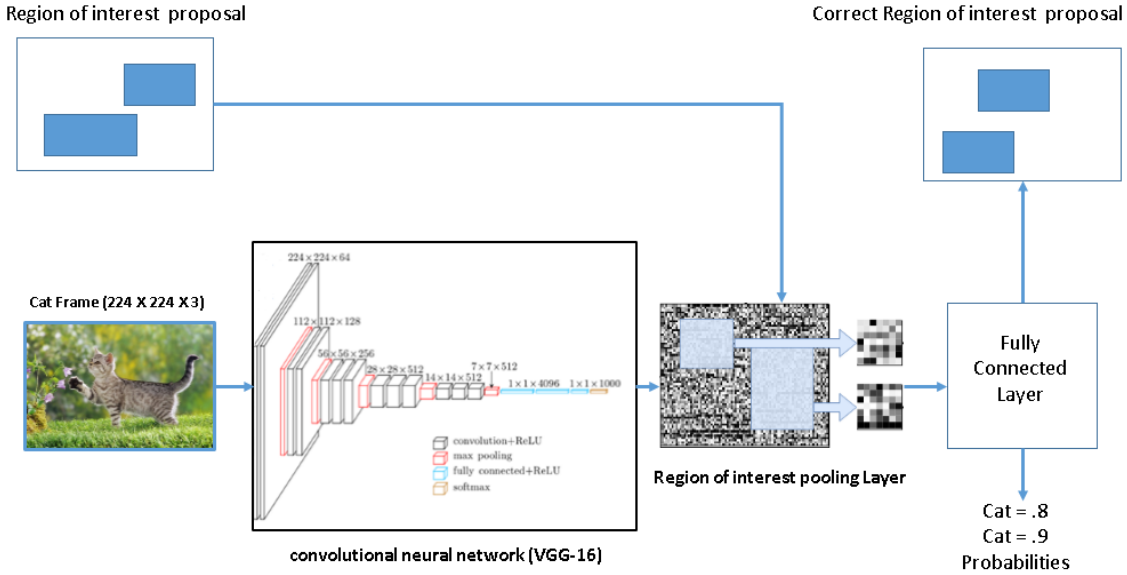 Region of interest proposal
Correct Region of interest proposal
Cat Frame (224 X 224 X 3)
224×224×64
112×112×128
56×56×256
28×28×512
14×14×512
7×7×512
1×1×4096
1×1×1000
convolution+ReLU
max pooling
fully connected+ReLU
softmax
convolutional neural network (VGG-16)
Region of interest pooling Layer
Fully
Connected
Layer
Cat = .8
Cat = .9
Probabilities